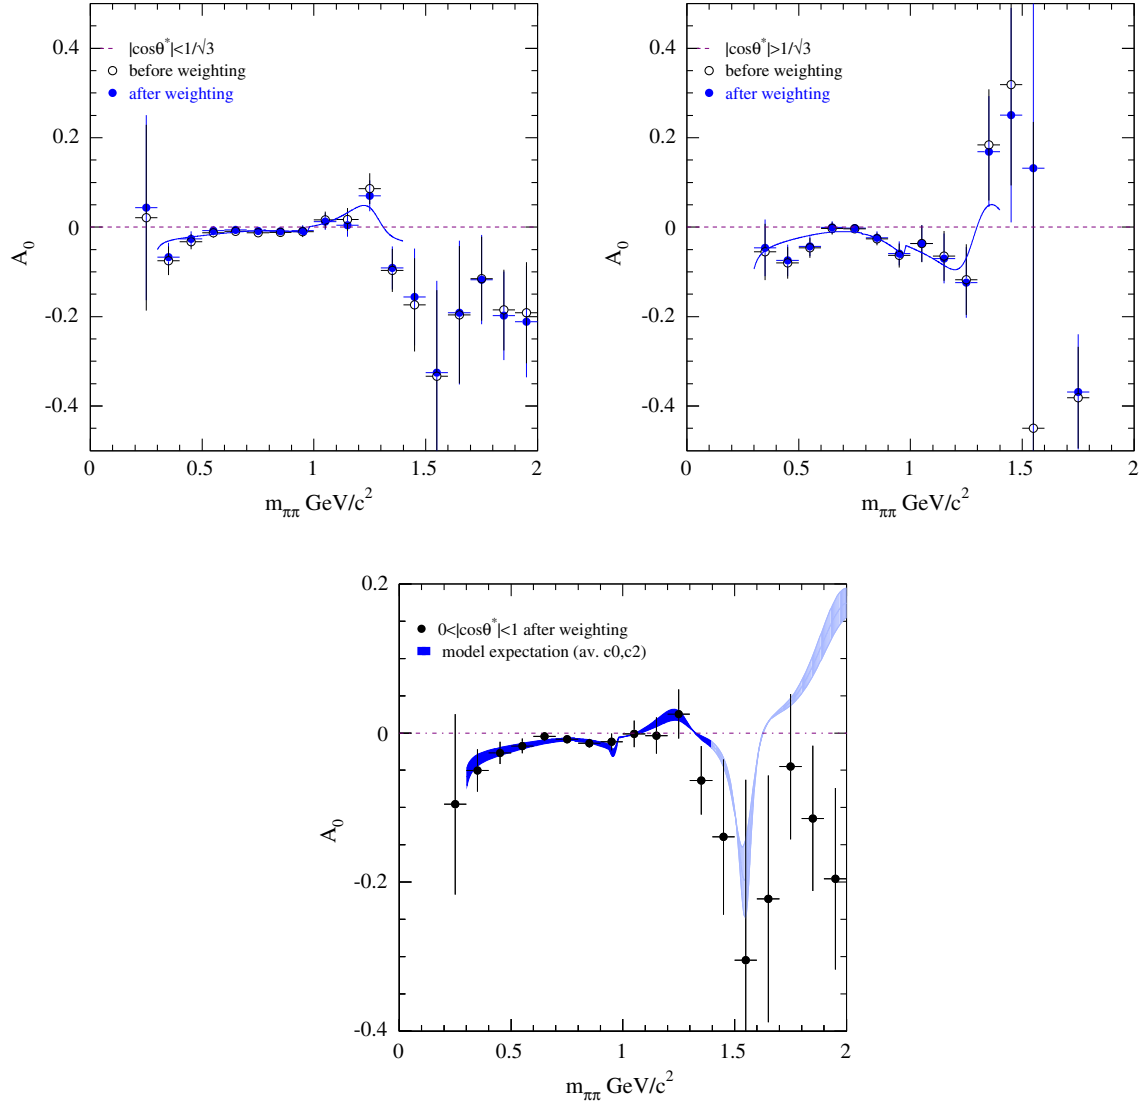 0.4
0.2
0
-0.2
-0.4
A₀
|cosθ*|<1/√3
before weighting
after weighting
0 0.5 1 1.5 2
m_ππ GeV/c²
0.4
0.2
0
-0.2
-0.4
A₀
|cosθ*|>1/√3
before weighting
after weighting
0 0.5 1 1.5 2
m_ππ GeV/c²
0.2
0
-0.2
-0.4
A₀
0<|cosθ*|<1 after weighting
model expectation (av. c0,c2)
0 0.5 1 1.5 2
m_ππ GeV/c²